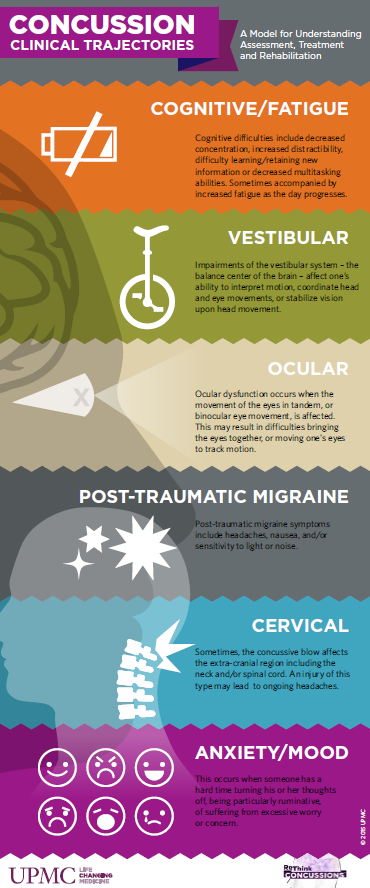 CONCUSSION
CLINICAL TRAJECTORIES
A Model for Understanding
Assessment, Treatment
and Rehabilitation
COGNITIVE/FATIGUE
Cognitive difficulties include decreased
concentration, increased distractibility,
difficulty learning/retaining new
information or decreased multitasking
abilities. Sometimes accompanied by
increased fatigue as the day progresses.
VESTIBULAR
Impairments of the vestibular system – the
balance center of the brain – affect one's
ability to interpret motion, coordinate head
and eye movements, or stabilize vision
upon head movement.
OCULAR
X
Ocular dysfunction occurs when the
movement of the eyes in tandem, or
binocular eye movement, is affected.
This may result in difficulties bringing
the eyes together, or moving one's eyes
to track motion.
POST-TRAUMATIC MIGRAINE
Post-traumatic migraine symptoms
include headaches, nausea, and/or
sensitivity to light or noise.
CERVICAL
Sometimes, the concussive blow affects
the extra-cranial region including the
neck and/or spinal cord. An injury of this
type may lead to ongoing headaches.
ANXIETY/MOOD
This occurs when someone has a
hard time turning his or her thoughts
off, being particularly ruminative,
of suffering from excessive worry
or concern.
© 2015 UPMC
UPMC LIFE
CHANGING
MEDICINE
ReThink
CONCUSSIONS